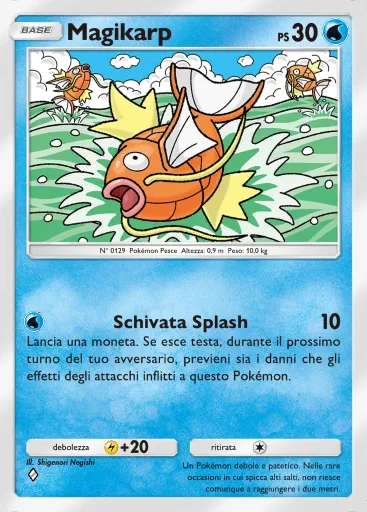 BASE Magikarp PS 30
N° 0129 Pokémon Pesce Altezza: 0,9 m Peso: 10,0 kg
Schivata Splash 10
Lancia una moneta. Se esce testa, durante il prossimo
turno del tuo avversario, previeni sia i danni che gli
effetti degli attacchi inflitti a questo Pokémon.
debolezza +20 ritirata
Ill. Shigenori Negishi
Un Pokémon debole e patetico. Nelle rare
occasioni in cui spicca alti salti, non riesce
comunque a raggiungere i due metri.